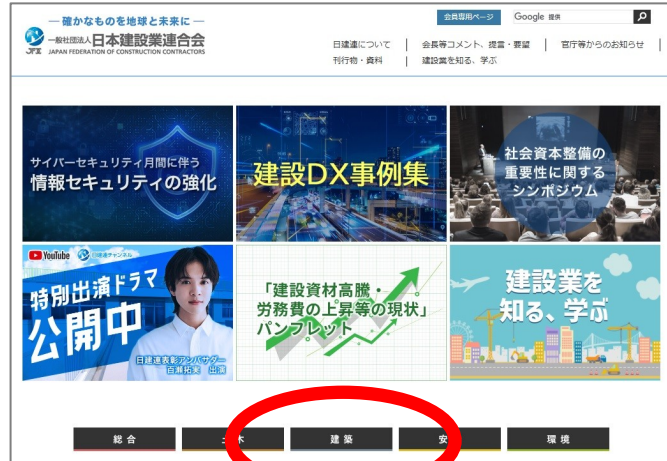 ― 確かなものを地球と未来に ―
一般社団法人 日本建設業連合会
JAPAN FEDERATION OF CONSTRUCTION CONTRACTORS
会員専用ページ
Google 提供
日建連について
会長等コメント、提言・要望
官庁等からのお知らせ
刊行物・資料
建設業を知る、学ぶ
サイバーセキュリティ月間に伴う
情報セキュリティの強化
建設DX事例集
社会資本整備の
重要性に関する
シンポジウム
YouTube 日建連チャンネル
特別出演ドラマ
公開中
日建連表彰アンバサダー
百瀬拓実 出演
「建設資材高騰・
労務費の上昇等の現状」
パンフレット
建設業を
知る、学ぶ
総合
木
建築
安
環境